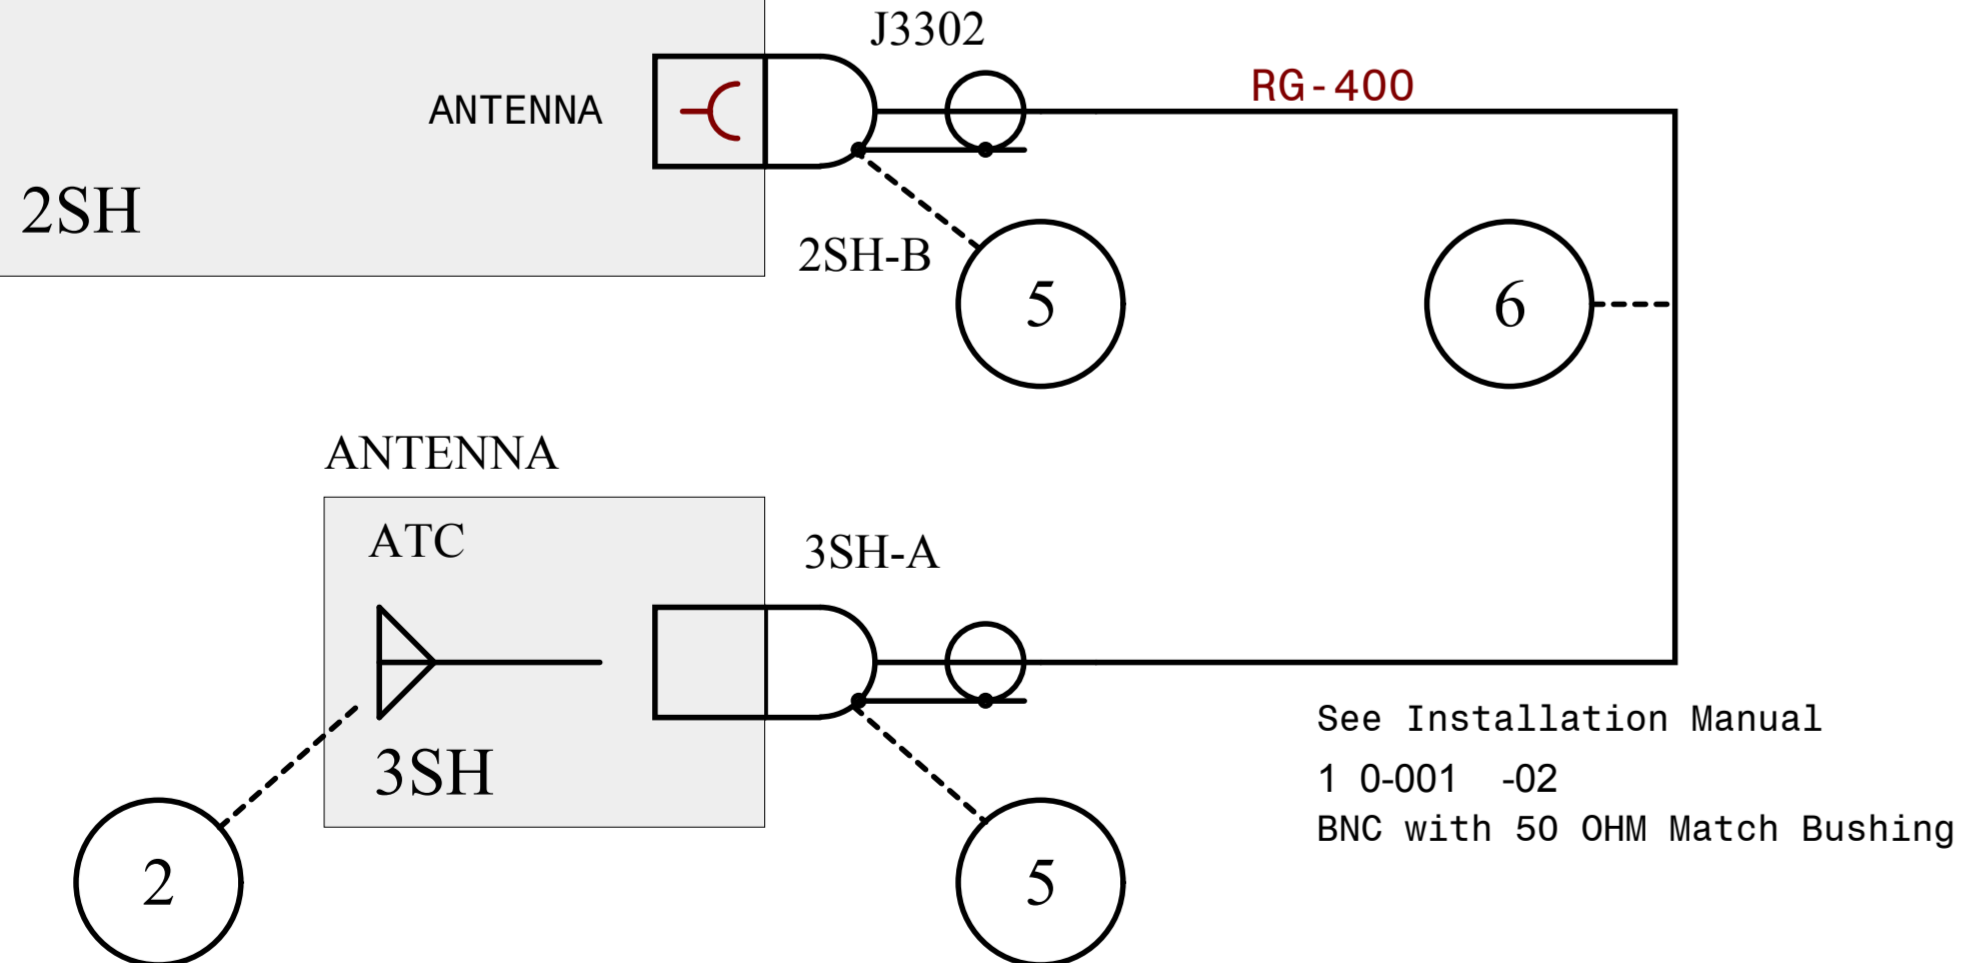 J3302
RG-400
ANTENNA
2SH
2SH-B
5
6
ANTENNA
ATC
3SH-A
3SH
See Installation Manual
1 0-001 -02
BNC with 50 OHM Match Bushing
2
5